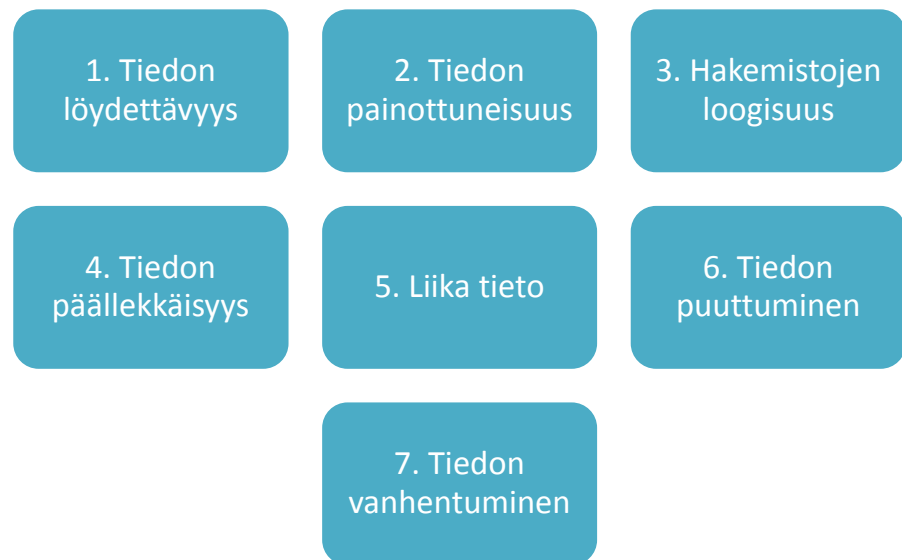 1. Tiedon
löydettävyys
2. Tiedon
painottuneisuus
3. Hakemistojen
loogisuus
4. Tiedon
päällekkäisyys
5. Liika tieto
6. Tiedon
puuttuminen
7. Tiedon
vanhentuminen